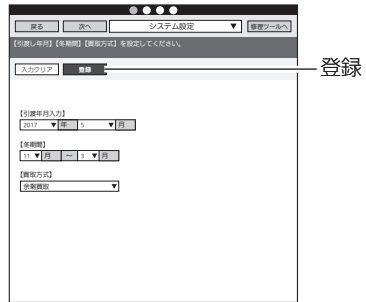 戻る 次へ システム設定 ▼ 修理ツールへ
【引渡し年月】【冬期間】【買取方式】を設定してください。
入力クリア 登録 登録
【引渡年月入力】
2017 ▼ 年 5 ▼ 月
【冬期間】
11 ▼ 月 ～ 3 ▼ 月
【買取方式】
余剰買取 ▼